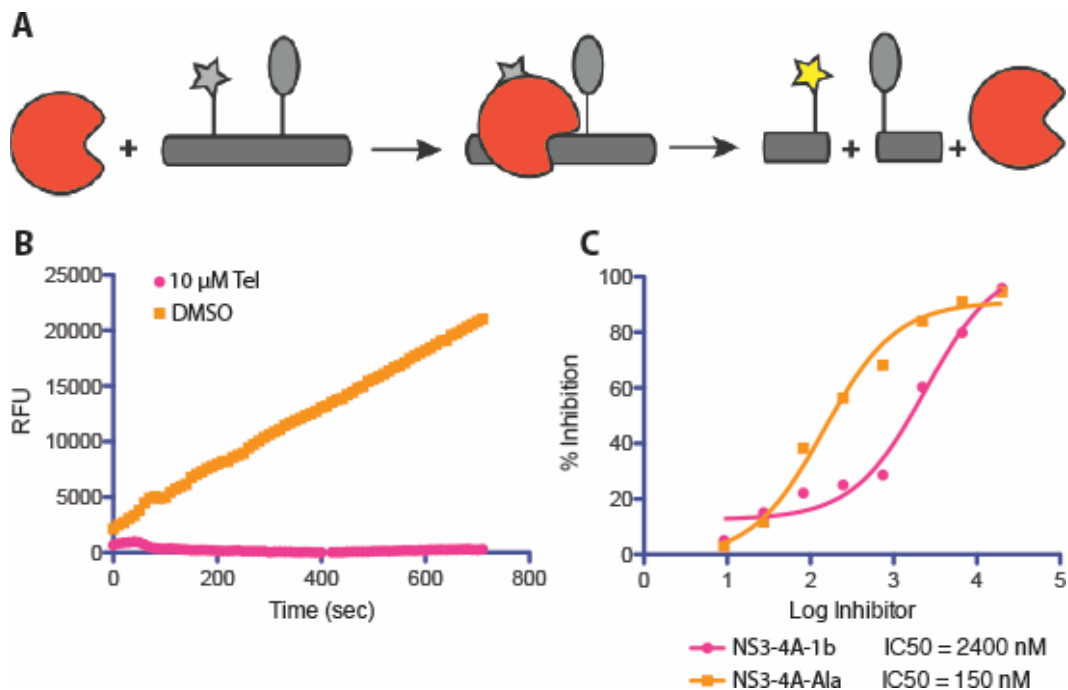 A
+
+
+
B
C
10 µM Tel
DMSO
25000
20000
15000
10000
5000
0
RFU
0
200
400
600
800
Time (sec)
100
80
60
40
20
0
% Inhibition
0
1
2
3
4
5
Log Inhibitor
NS3-4A-1b IC50 = 2400 nM
NS3-4A-Ala IC50 = 150 nM